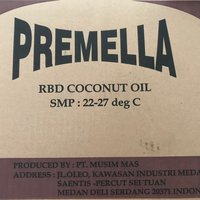 PREMELLA
RBD COCONUT OIL
SMP : 22-27 deg C
PRODUCED BY : PT. MUSIM MAS
ADDRESS : JL.OLEO, KAWASAN INDUSTRI MEDA
SAENTIS -PERCUT SEI TUAN
MEDAN DELI SERDANG 20371 INDON